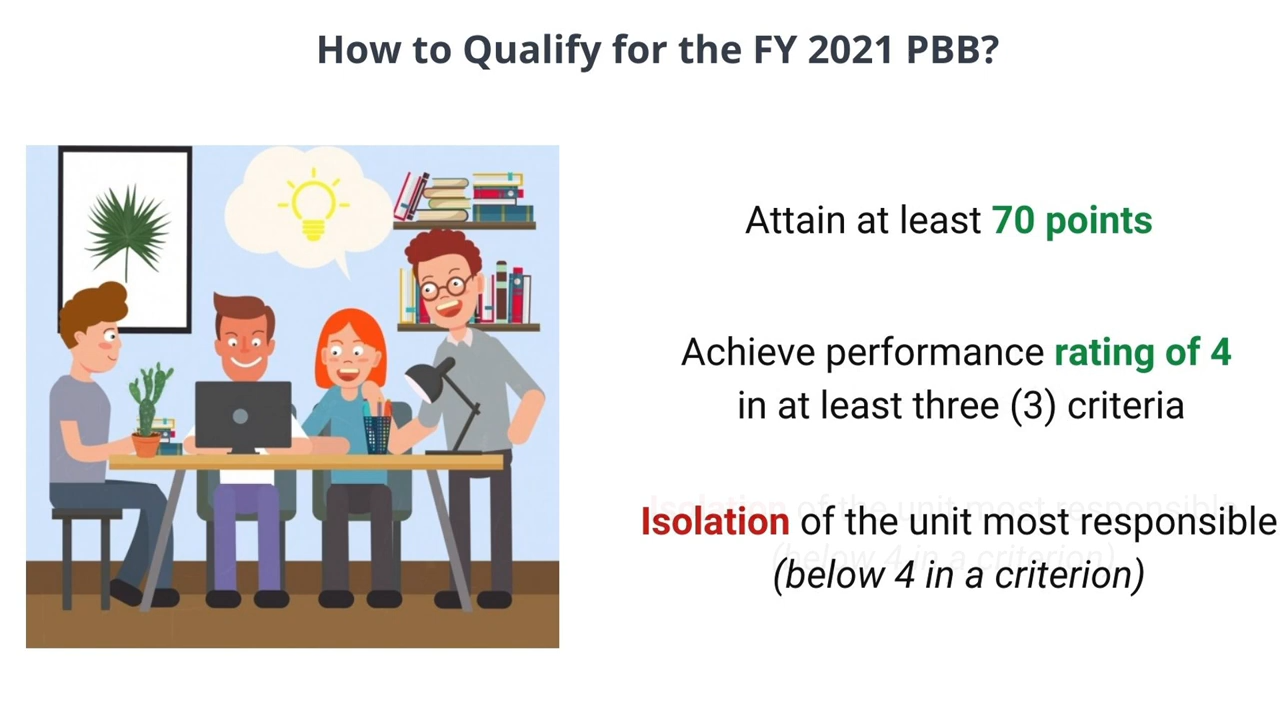 How to Qualify for the FY 2021 PBB?
Attain at least 70 points
Achieve performance rating of 4
in at least three (3) criteria
Isolation of the unit most responsible
(below 4 in a criterion)